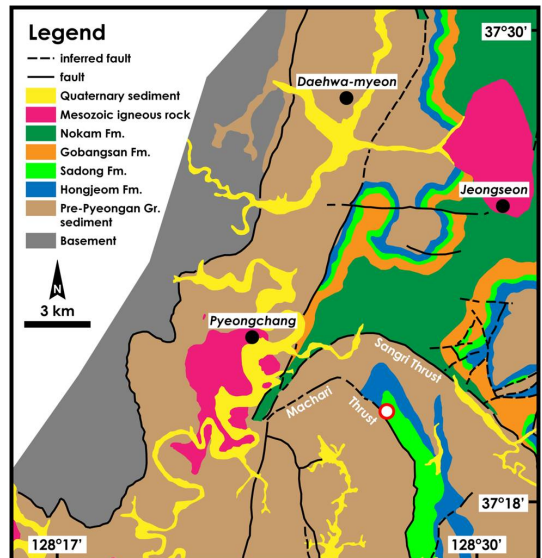 Legend
inferred fault
fault
Quaternary sediment
Mesozoic igneous rock
Nokam Fm.
Gobangsan Fm.
Sadong Fm.
Hongjeom Fm.
Pre-Pyeongan Gr.
sediment
Basement
N
3 km
37°30'
Daehwa-myeon
Jeongseon
Pyeongchang
Sangri Thrust
Machari
Thrust
37°18'
128°17'
128°30'